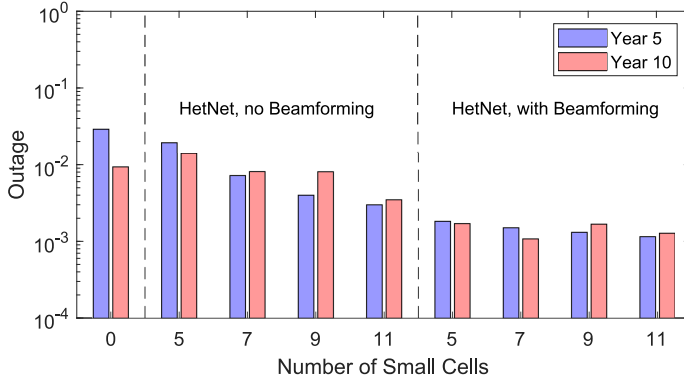 10^0
10^-1
10^-2
10^-3
10^-4
Outage
Year 5
Year 10
HetNet, no Beamforming
HetNet, with Beamforming
0 5 7 9 11 5 7 9 11
Number of Small Cells